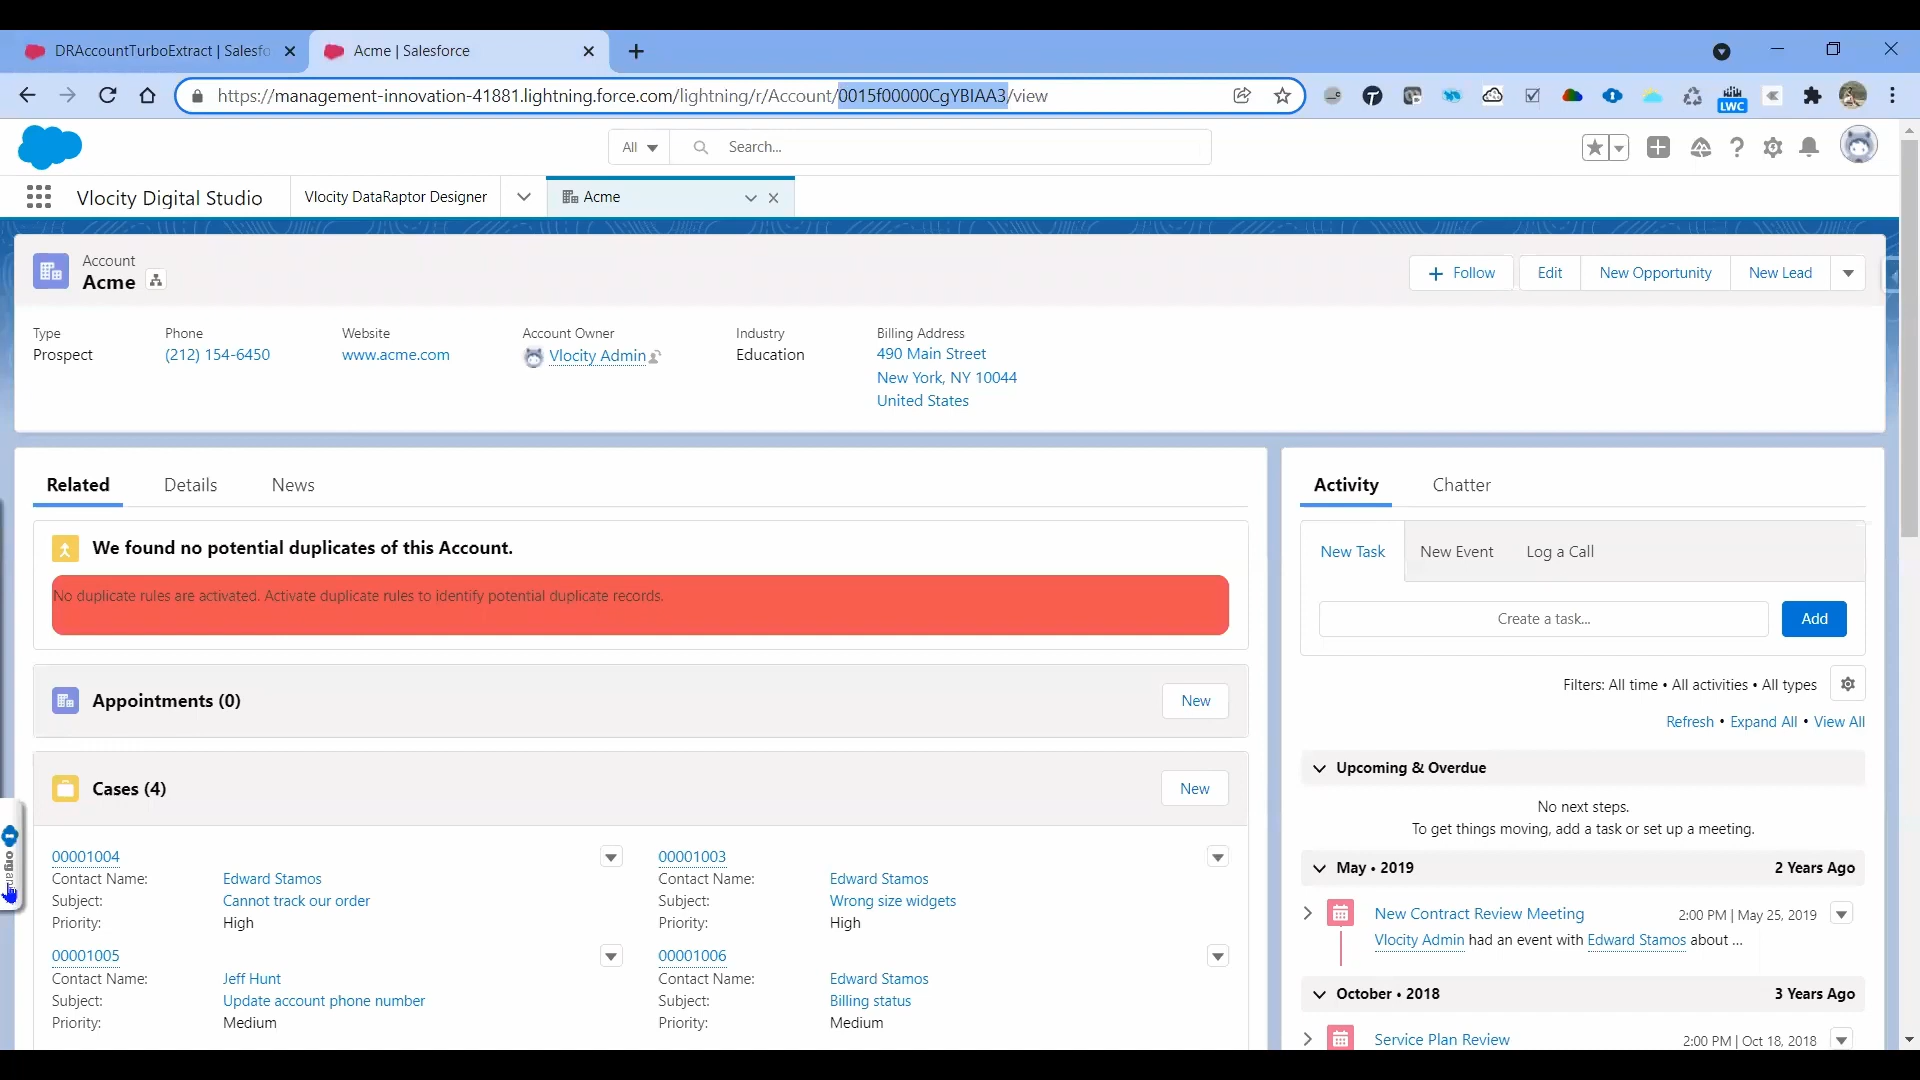 DRAccountTurboExtract | Salesfo
Acme | Salesforce
https://management-innovation-41881.lightning.force.com/lightning/r/Account/0015f00000CgYBIAA3/view
LWC
All
Search...
Vlocity Digital Studio
Vlocity DataRaptor Designer
Acme
Account
Acme
Follow
Edit
New Opportunity
New Lead
Type
Phone
Website
Account Owner
Industry
Billing Address
Prospect
(212) 154-6450
www.acme.com
Vlocity Admin
Education
490 Main Street
New York, NY 10044
United States
Related
Details
News
We found no potential duplicates of this Account.
No duplicate rules are activated. Activate duplicate rules to identify potential duplicate records.
Appointments (0)
New
Cases (4)
New
00001004
Contact Name: Edward Stamos
Subject: Cannot track our order
Priority: High
00001003
Contact Name: Edward Stamos
Subject: Wrong size widgets
Priority: High
00001005
Contact Name: Jeff Hunt
Subject: Update account phone number
Priority: Medium
00001006
Contact Name: Edward Stamos
Subject: Billing status
Priority: Medium
Activity
Chatter
New Task
New Event
Log a Call
Create a task...
Add
Filters: All time • All activities • All types
Refresh • Expand All • View All
Upcoming & Overdue
No next steps.
To get things moving, add a task or set up a meeting.
May • 2019
2 Years Ago
New Contract Review Meeting
2:00 PM | May 25, 2019
Vlocity Admin had an event with Edward Stamos about ...
October • 2018
3 Years Ago
Service Plan Review
2:00 PM | Oct 18, 2018